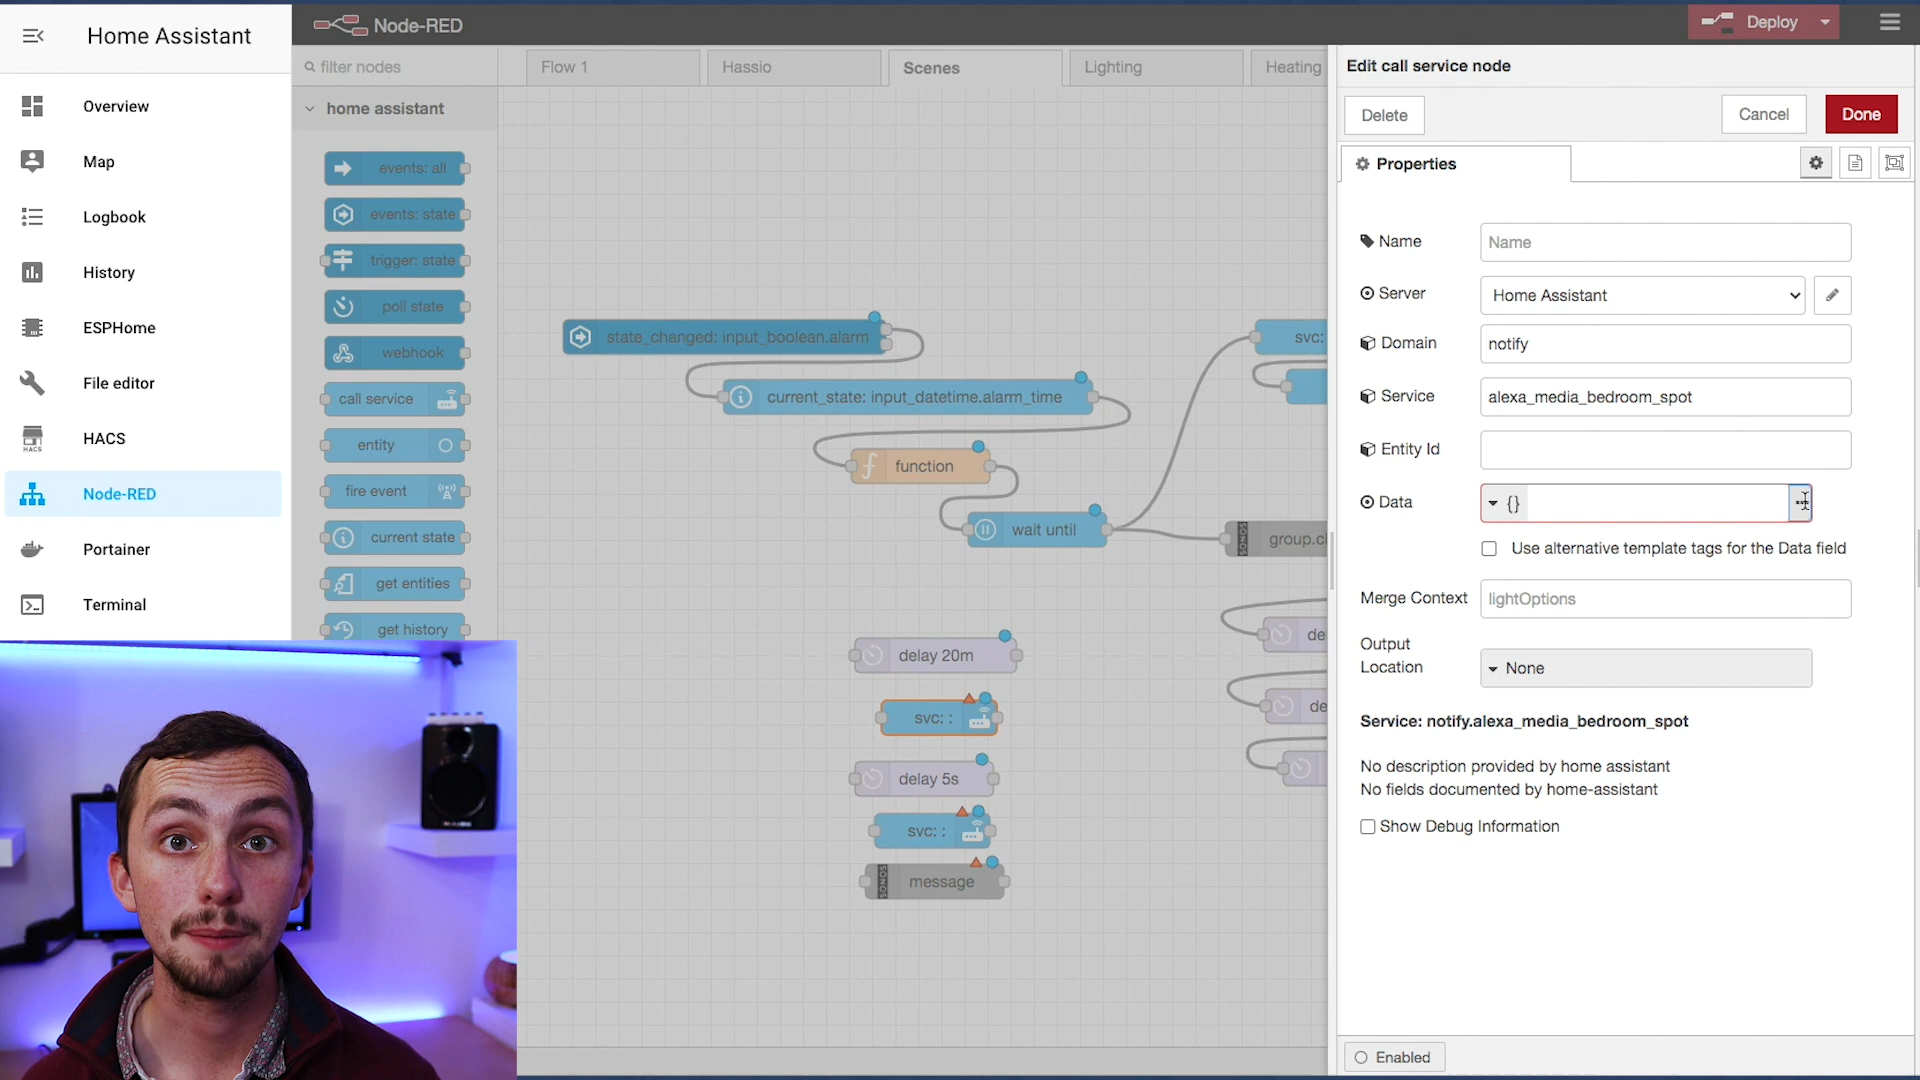 Home Assistant
Overview
Map
Logbook
History
ESPHome
File editor
HACS
HACS
Node-RED
Portainer
Terminal
Node-RED
Deploy
filter nodes
home assistant
events: all
events: state
trigger: state
poll state
webhook
call service
entity
fire event
current state
get entities
get history
Flow 1
Hassio
Scenes
Lighting
Heating
state_changed: input_boolean.alarm
current_state: input_datetime.alarm_time
function
wait until
svc:
group.cl
delay 20m
svc: :
delay 5s
svc: :
SONOS
message
SONOS
de
de
Edit call service node
Delete
Cancel
Done
Properties
Name
Name
Server
Home Assistant
Domain
notify
Service
alexa_media_bedroom_spot
Entity Id
Data
{}
Use alternative template tags for the Data field
Merge Context
lightOptions
Output
Location
None
Service: notify.alexa_media_bedroom_spot
No description provided by home assistant
No fields documented by home-assistant
Show Debug Information
Enabled